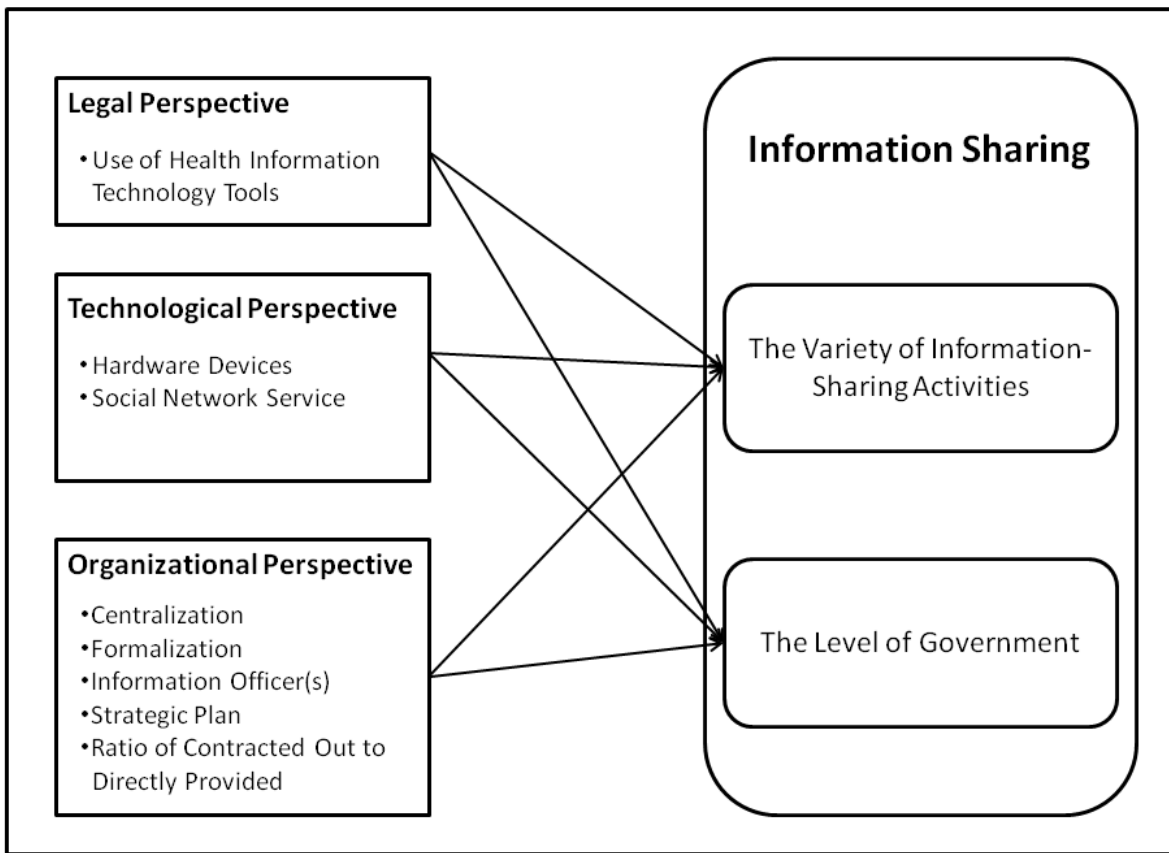 Legal Perspective
•Use of Health Information
Technology Tools
Technological Perspective
•Hardware Devices
•Social Network Service
Organizational Perspective
•Centralization
•Formalization
•Information Officer(s)
•Strategic Plan
•Ratio of Contracted Out to
Directly Provided
Information Sharing
The Variety of Information-
Sharing Activities
The Level of Government